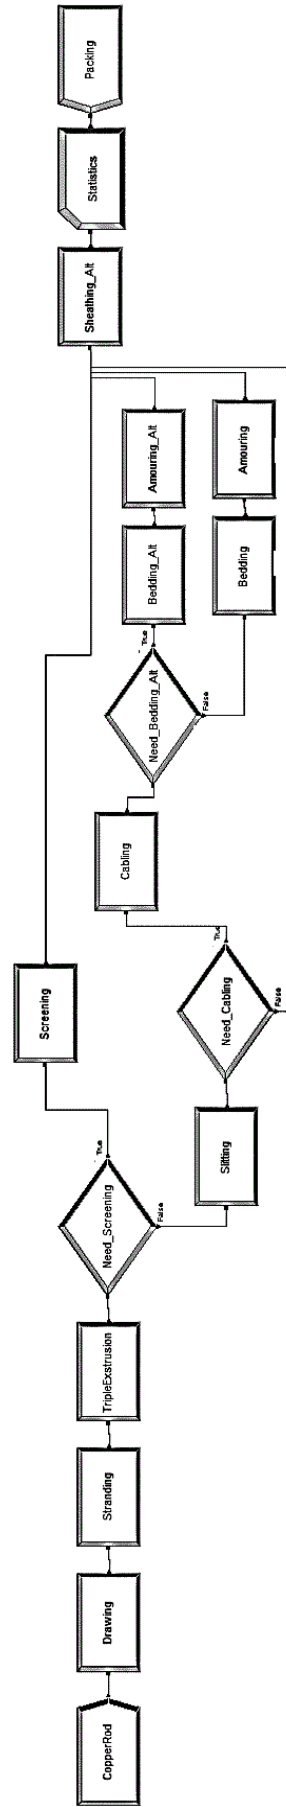 CopperRod
Drawing
Stranding
TripleExstrusion
Need_Screening
True
False
Screening
Slitting
Need_Cabling
True
False
Cabling
Need_Bedding_Alt
True
False
Bedding_Alt
Amouring_Alt
Bedding
Amouring
Sheathing_Alt
Statistics
Packing